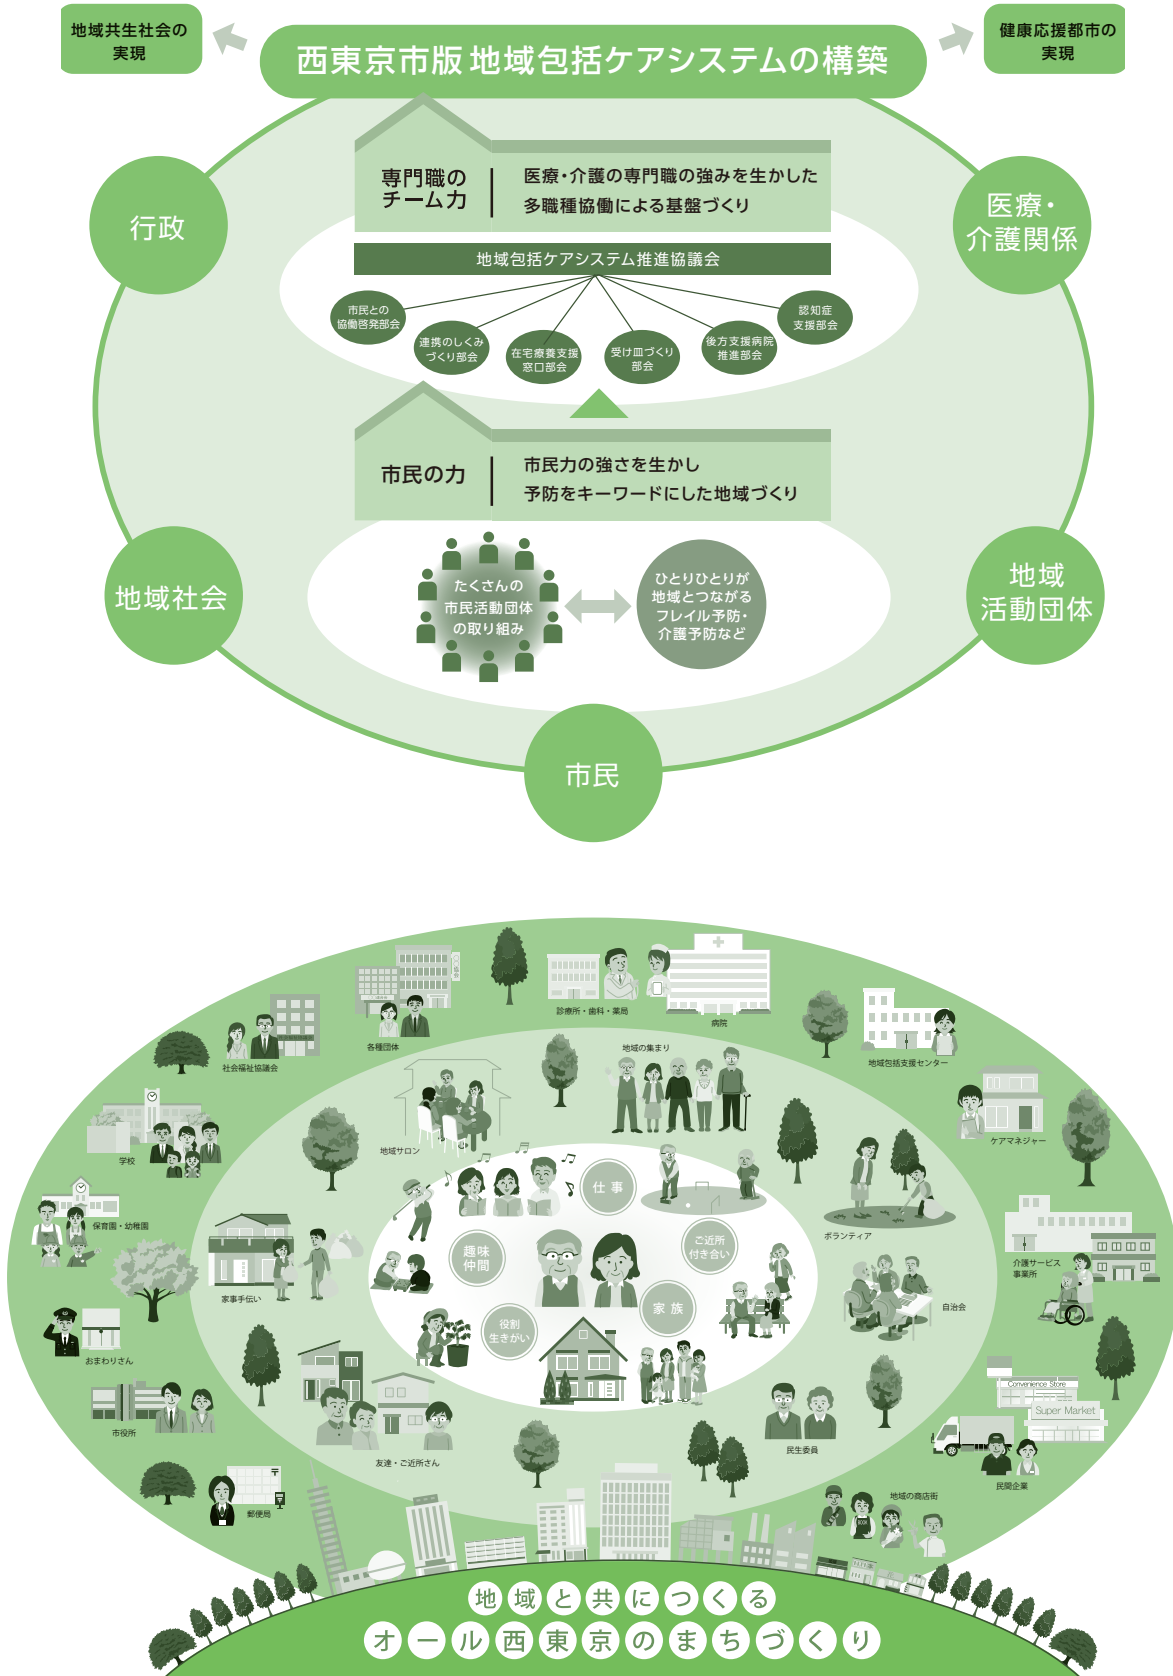 地域共生社会の
実現
西東京市版 地域包括ケアシステムの構築
健康応援都市の
実現
専門職の
チーム力
医療・介護の専門職の強みを生かした
多職種協働による基盤づくり
行政
医療・
介護関係
地域包括ケアシステム推進協議会
市民との
協働啓発部会
連携のしくみ
づくり部会
在宅療養支援
窓口部会
受け皿づくり
部会
後方支援病院
推進部会
認知症
支援部会
市民の力
市民力の強さを生かし
予防をキーワードにした地域づくり
地域社会
たくさんの
市民活動団体
の取り組み
ひとりひとりが
地域とつながる
フレイル予防・
介護予防など
地域
活動団体
市民
診療所・歯科・薬局
病院
各種団体
社会福祉協議会
地域の集まり
地域包括支援センター
地域サロン
ケアマネジャー
学校
仕事
保育園・幼稚園
趣味
仲間
ご近所
付き合い
ボランティア
介護サービス
事業所
家事手伝い
家族
自治会
役割
生きがい
おまわりさん
Convenience Store
Super Market
市役所
民生委員
友達・ご近所さん
民間企業
郵便局
地域の商店街
地域と共につくる
オール西東京のまちづくり